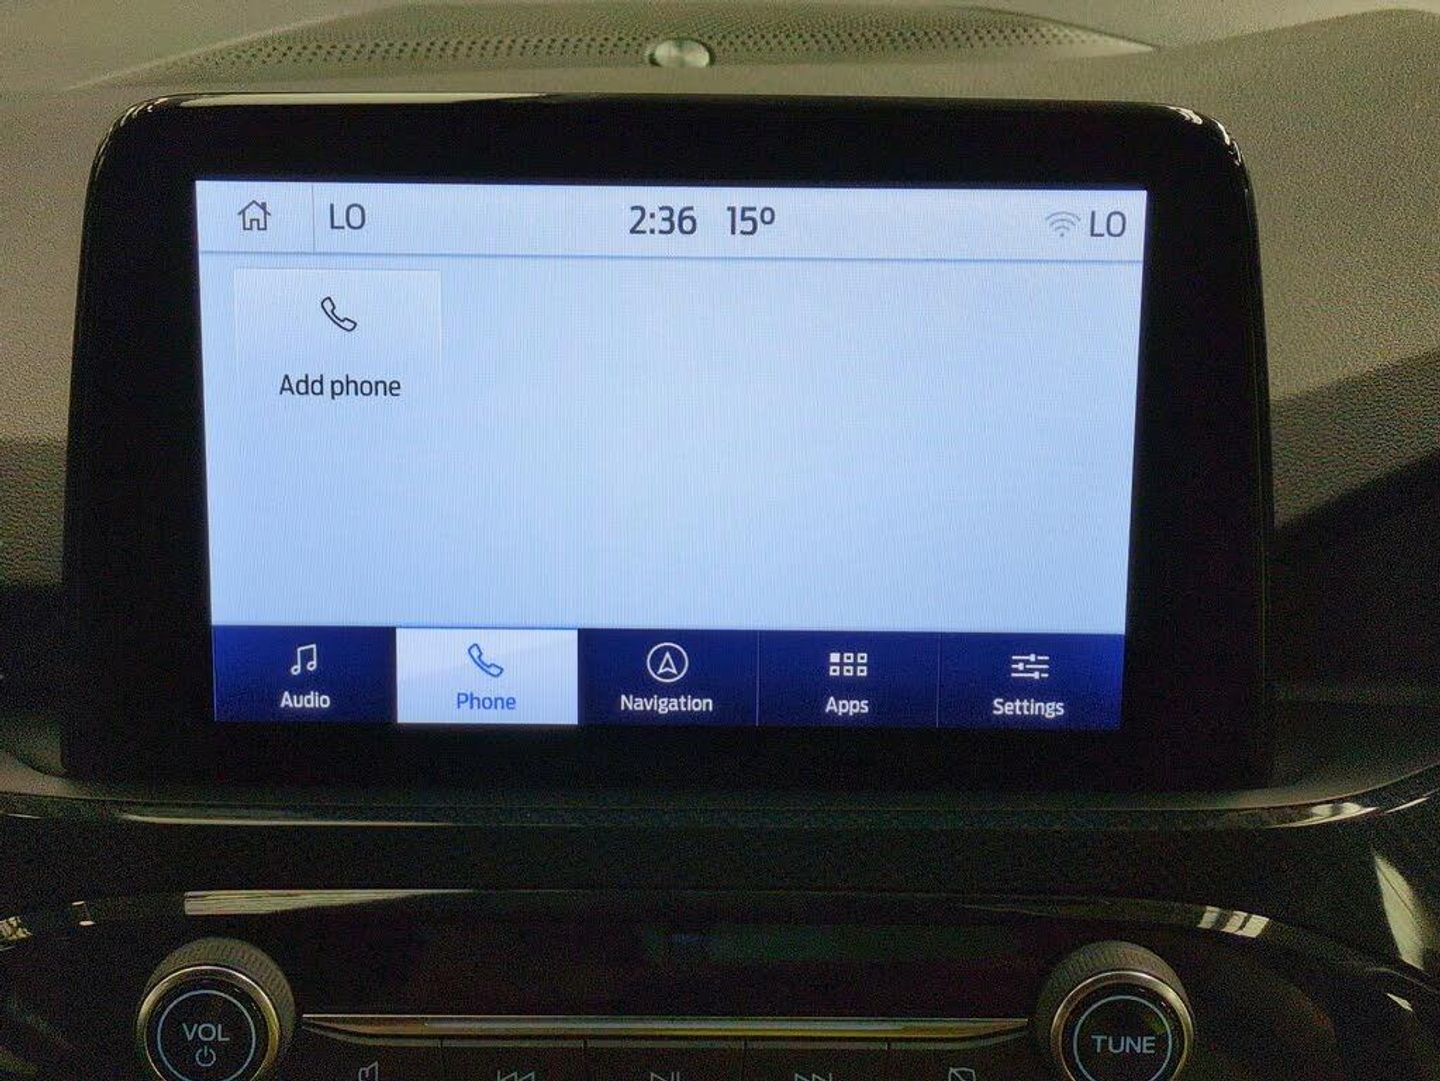 LO 2:36 15º LO
Add phone
Audio Phone Navigation Apps Settings
VOL TUNE